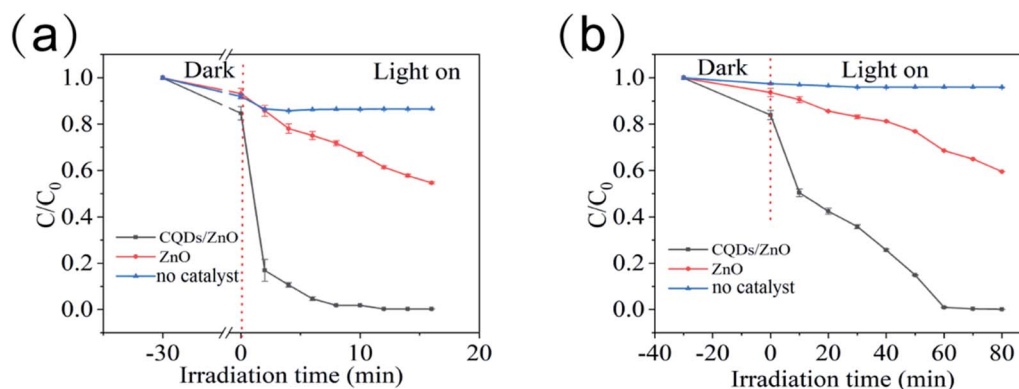 (a)
Dark
Light on
C/C0
1.0
0.8
0.6
0.4
0.2
0.0
CQDs/ZnO
ZnO
no catalyst
-30
0
10
20
Irradiation time (min)
(b)
Dark
Light on
C/C0
1.0
0.8
0.6
0.4
0.2
0.0
CQDs/ZnO
ZnO
no catalyst
-40
-20
0
20
40
60
80
Irradiation time (min)